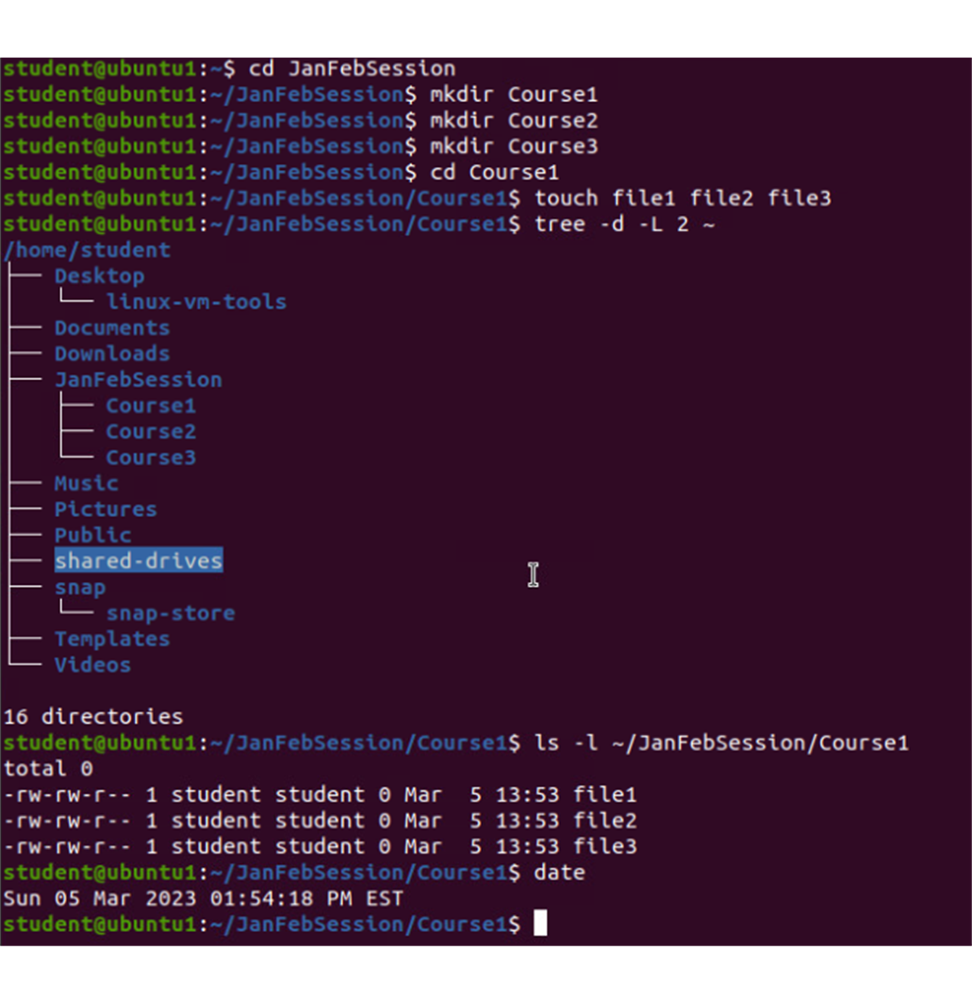 student@ubuntu1:~$ cd JanFebSession
student@ubuntu1:~/JanFebSession$ mkdir Course1
student@ubuntu1:~/JanFebSession$ mkdir Course2
student@ubuntu1:~/JanFebSession$ mkdir Course3
student@ubuntu1:~/JanFebSession$ cd Course1
student@ubuntu1:~/JanFebSession/Course1$ touch file1 file2 file3
student@ubuntu1:~/JanFebSession/Course1$ tree -d -L 2 ~
/home/student
├── Desktop
│   └── linux-vm-tools
├── Documents
├── Downloads
├── JanFebSession
│   ├── Course1
│   ├── Course2
│   └── Course3
├── Music
├── Pictures
├── Public
├── shared-drives
├── snap
│   └── snap-store
├── Templates
└── Videos
16 directories
student@ubuntu1:~/JanFebSession/Course1$ ls -l ~/JanFebSession/Course1
total 0
-rw-rw-r-- 1 student student 0 Mar  5 13:53 file1
-rw-rw-r-- 1 student student 0 Mar  5 13:53 file2
-rw-rw-r-- 1 student student 0 Mar  5 13:53 file3
student@ubuntu1:~/JanFebSession/Course1$ date
Sun 05 Mar 2023 01:54:18 PM EST
student@ubuntu1:~/JanFebSession/Course1$